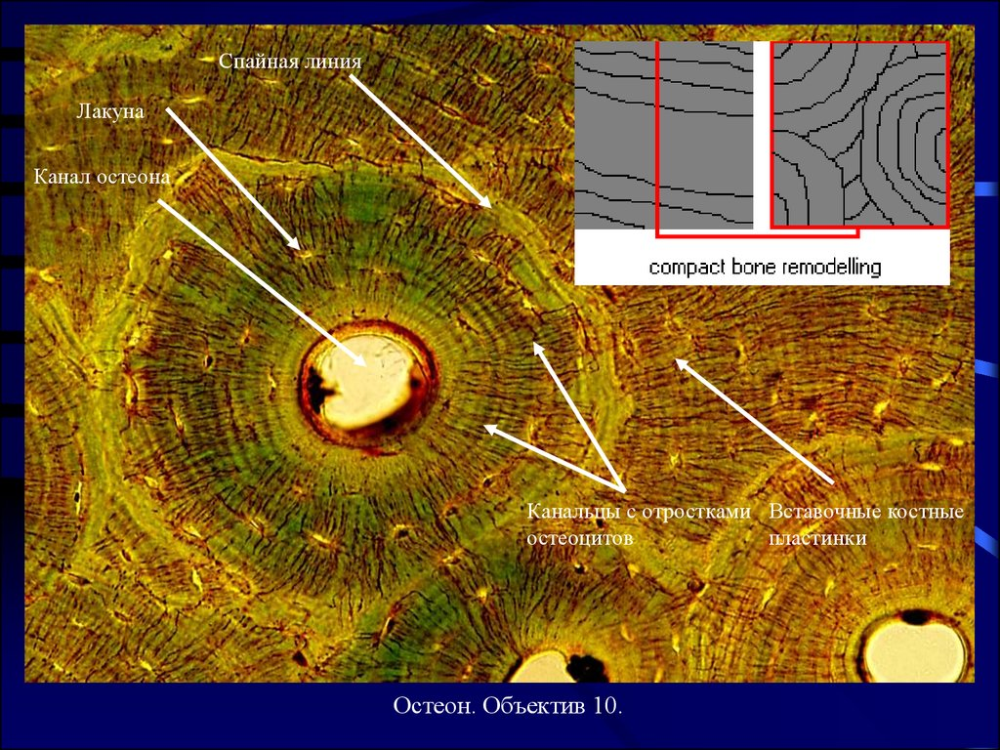 Спайная линия
Лакуна
Канал остеона
compact bone remodelling
Канальцы с отростками
остеоцитов
Вставочные костные
пластинки
Остеон. Объектив 10.